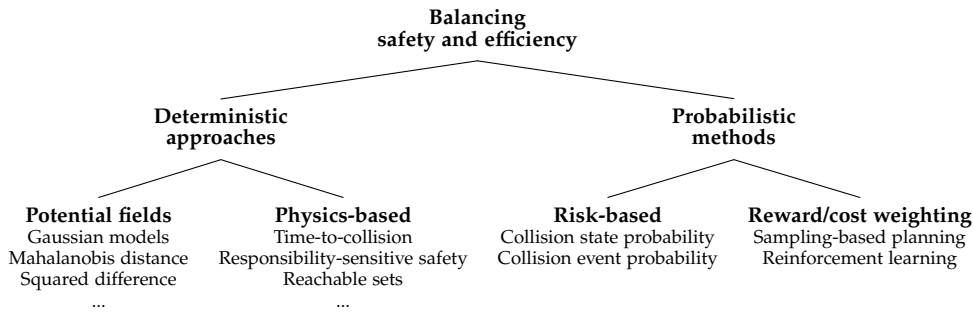 Balancing
safety and efficiency
Deterministic
approaches
Probabilistic
methods
Potential fields
Gaussian models
Mahalanobis distance
Squared difference
...
Physics-based
Time-to-collision
Responsibility-sensitive safety
Reachable sets
...
Risk-based
Collision state probability
Collision event probability
Reward/cost weighting
Sampling-based planning
Reinforcement learning